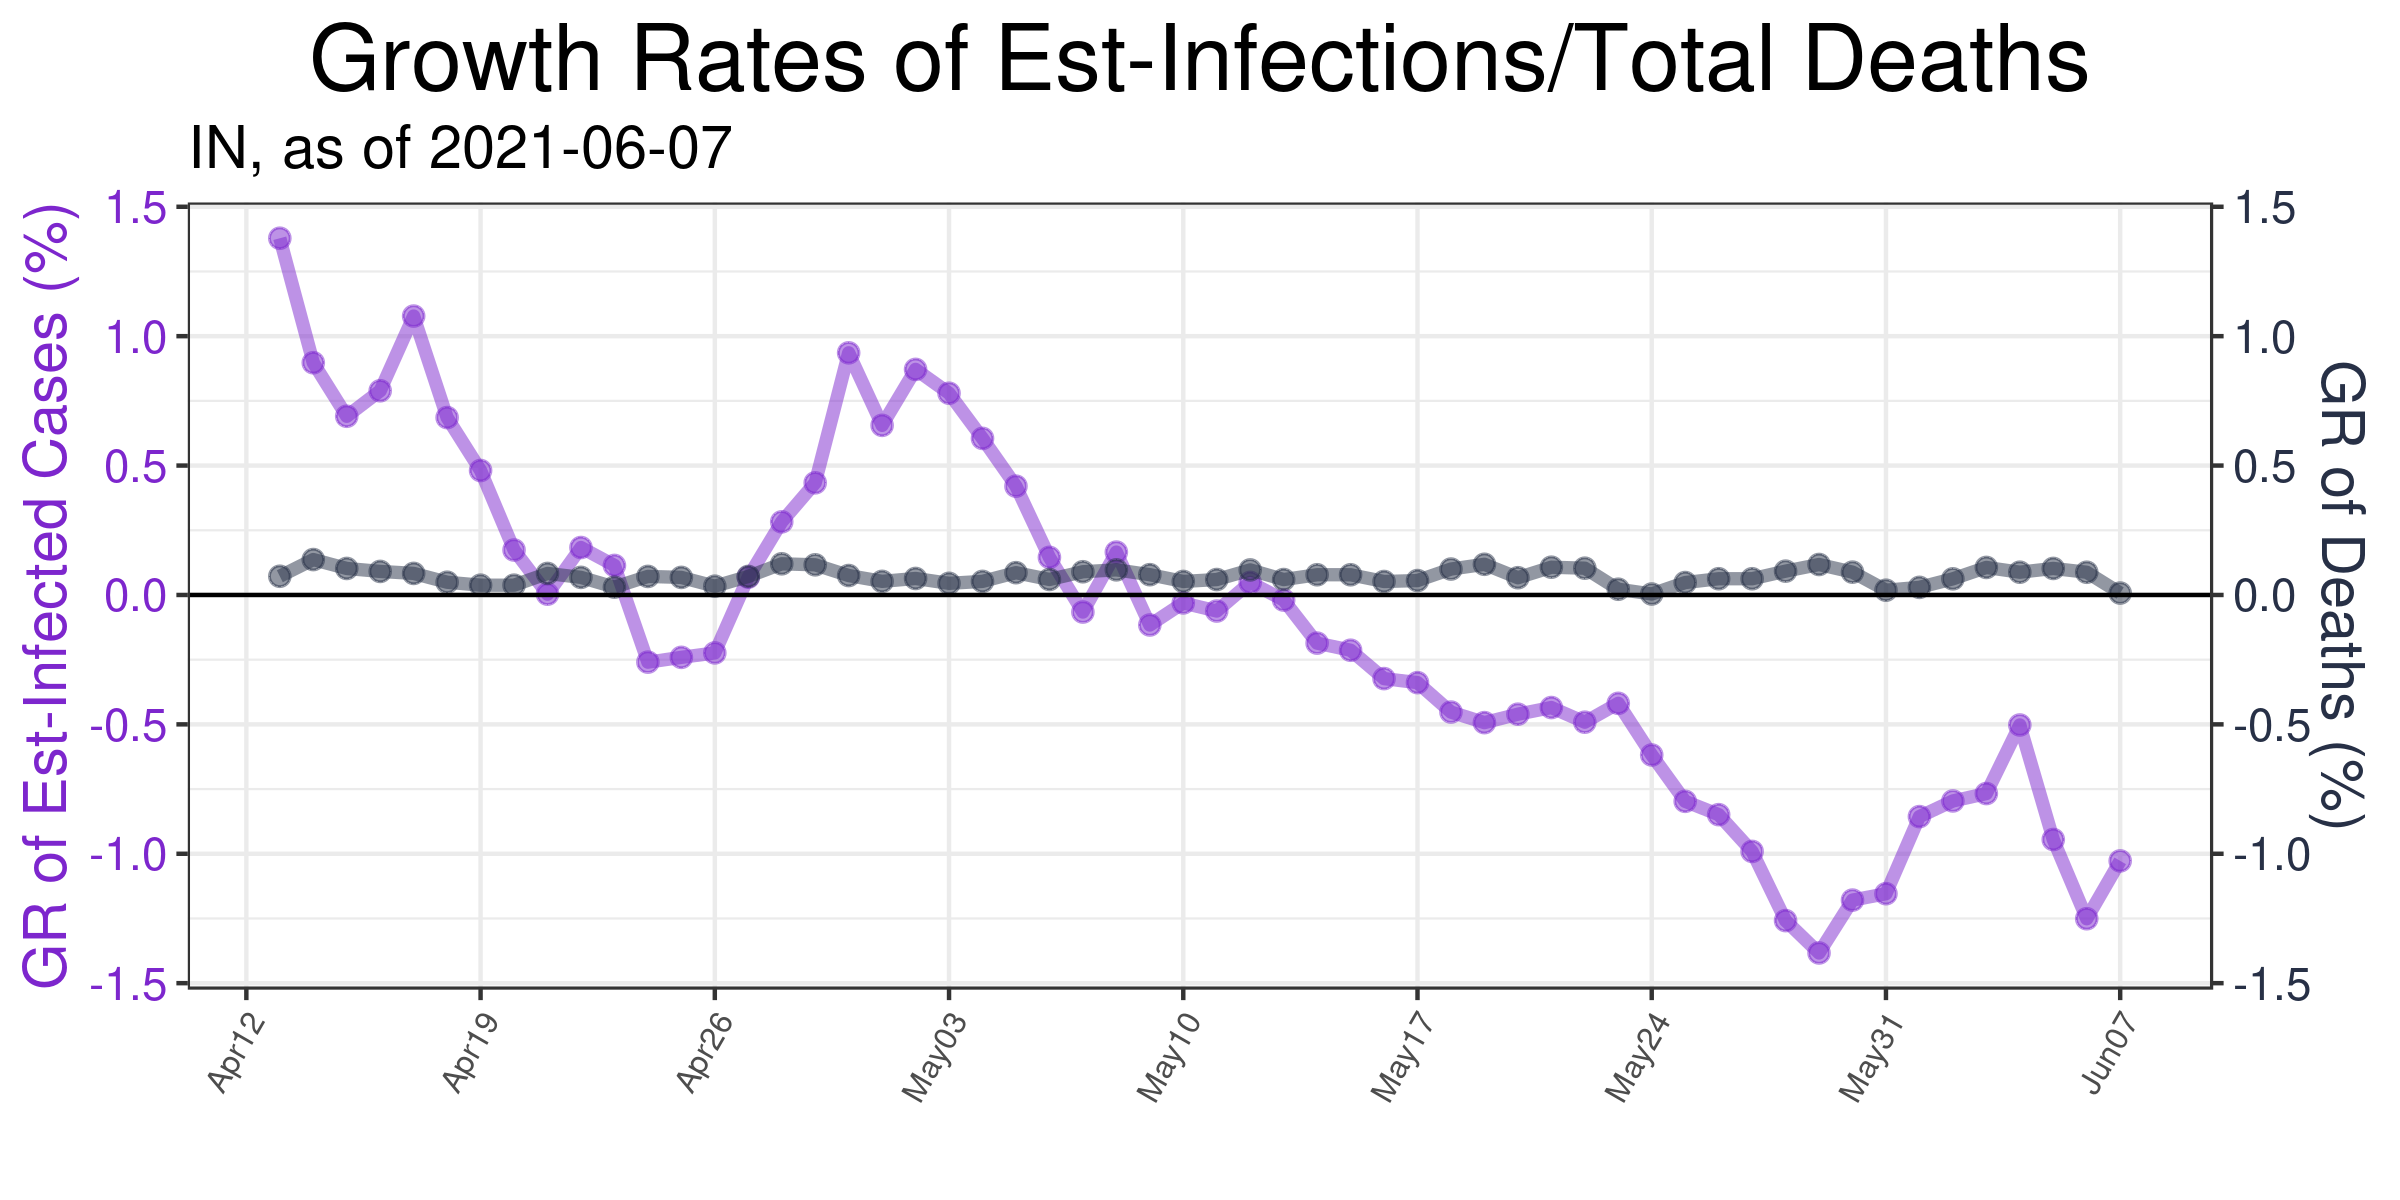 Growth Rates of Est-Infections/Total Deaths
IN, as of 2021-06-07
GR of Est-Infected Cases (%)
1.5
1.0
0.5
0.0
-0.5
-1.0
-1.5
1.5
1.0
0.5
0.0
-0.5
-1.0
-1.5
GR of Deaths (%)
Apr12
Apr19
Apr26
May03
May10
May17
May24
May31
Jun07